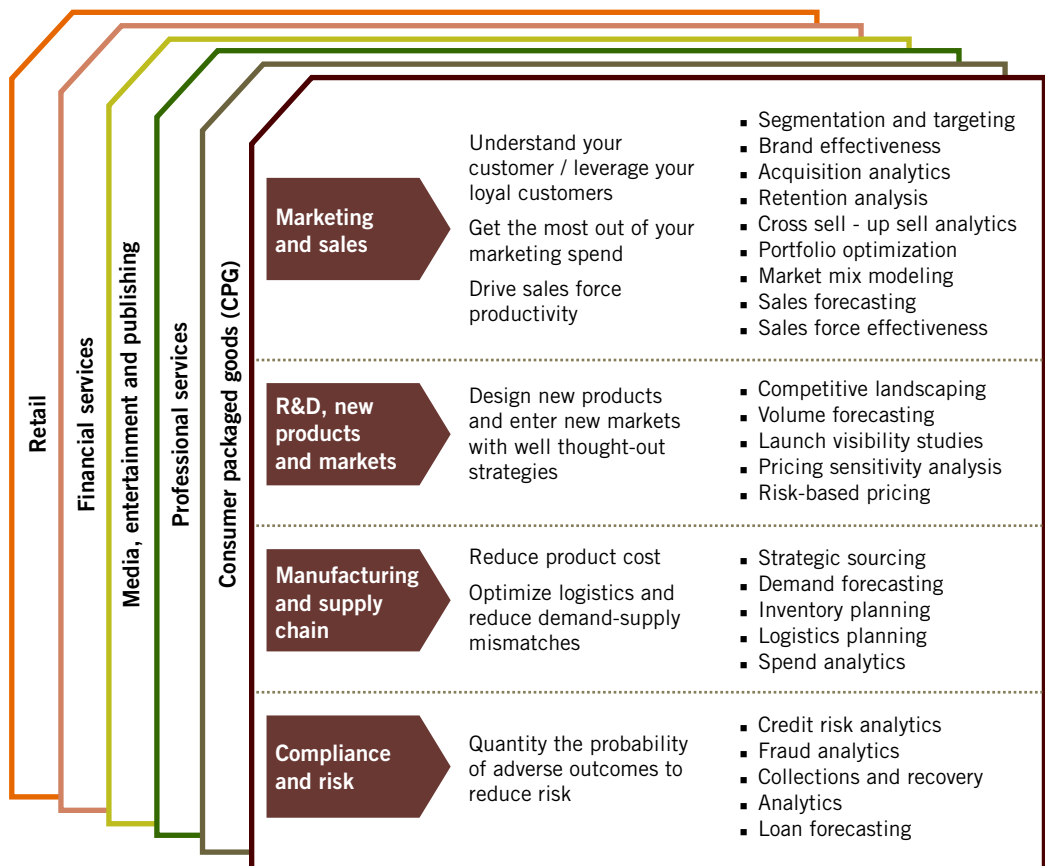 Retail
Financial services
Media, entertainment and publishing
Professional services
Consumer packaged goods (CPG)
Marketing
and sales
Understand your
customer / leverage your
loyal customers
Get the most out of your
marketing spend
Drive sales force
productivity
▪ Segmentation and targeting
▪ Brand effectiveness
▪ Acquisition analytics
▪ Retention analysis
▪ Cross sell - up sell analytics
▪ Portfolio optimization
▪ Market mix modeling
▪ Sales forecasting
▪ Sales force effectiveness
R&D, new
products
and markets
Design new products
and enter new markets
with well thought-out
strategies
▪ Competitive landscaping
▪ Volume forecasting
▪ Launch visibility studies
▪ Pricing sensitivity analysis
▪ Risk-based pricing
Manufacturing
and supply
chain
Reduce product cost
Optimize logistics and
reduce demand-supply
mismatches
▪ Strategic sourcing
▪ Demand forecasting
▪ Inventory planning
▪ Logistics planning
▪ Spend analytics
Compliance
and risk
Quantity the probability
of adverse outcomes to
reduce risk
▪ Credit risk analytics
▪ Fraud analytics
▪ Collections and recovery
▪ Analytics
▪ Loan forecasting